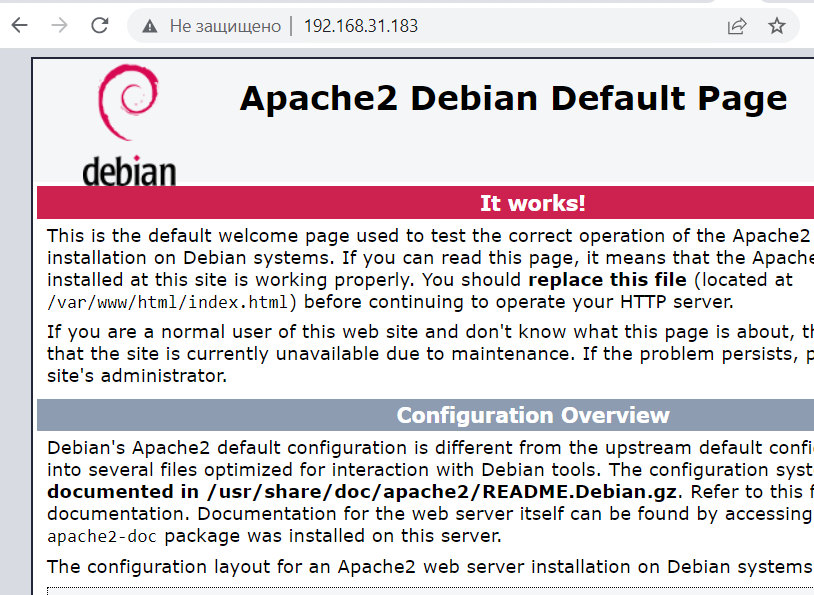 Не защищено | 192.168.31.183
debian
Apache2 Debian Default Page
It works!
This is the default welcome page used to test the correct operation of the Apache2
installation on Debian systems. If you can read this page, it means that the Apache
installed at this site is working properly. You should replace this file (located at
/var/www/html/index.html) before continuing to operate your HTTP server.
If you are a normal user of this web site and don't know what this page is about,
that the site is currently unavailable due to maintenance. If the problem persists,
site's administrator.
Configuration Overview
Debian's Apache2 default configuration is different from the upstream default
into several files optimized for interaction with Debian tools. The configuration
documented in /usr/share/doc/apache2/README.Debian.gz. Refer to this
documentation. Documentation for the web server itself can be found by accessing
apache2-doc package was installed on this server.
The configuration layout for an Apache2 web server installation on Debian systems